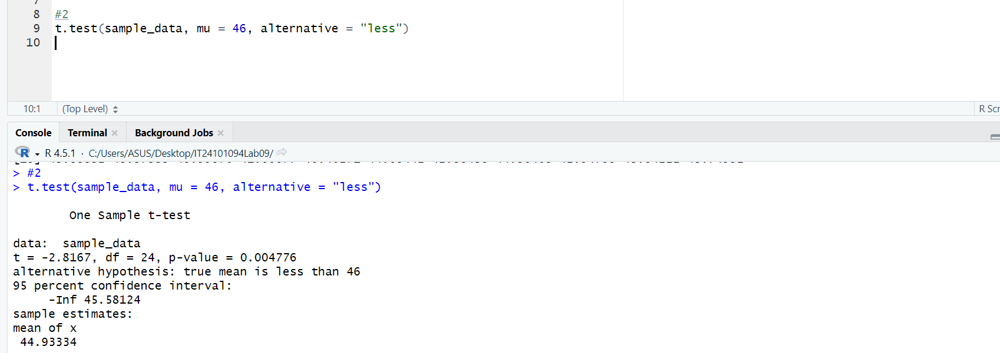 7
8 #2
9 t.test(sample_data, mu = 46, alternative = "less")
10
10:1 (Top Level) R Scr
Console Terminal Background Jobs
R 4.5.1 · C:/Users/ASUS/Desktop/IT24101094Lab09/
> #2
> t.test(sample_data, mu = 46, alternative = "less")
One Sample t-test
data: sample_data
t = -2.8167, df = 24, p-value = 0.004776
alternative hypothesis: true mean is less than 46
95 percent confidence interval:
-Inf 45.58124
sample estimates:
mean of x
44.93334